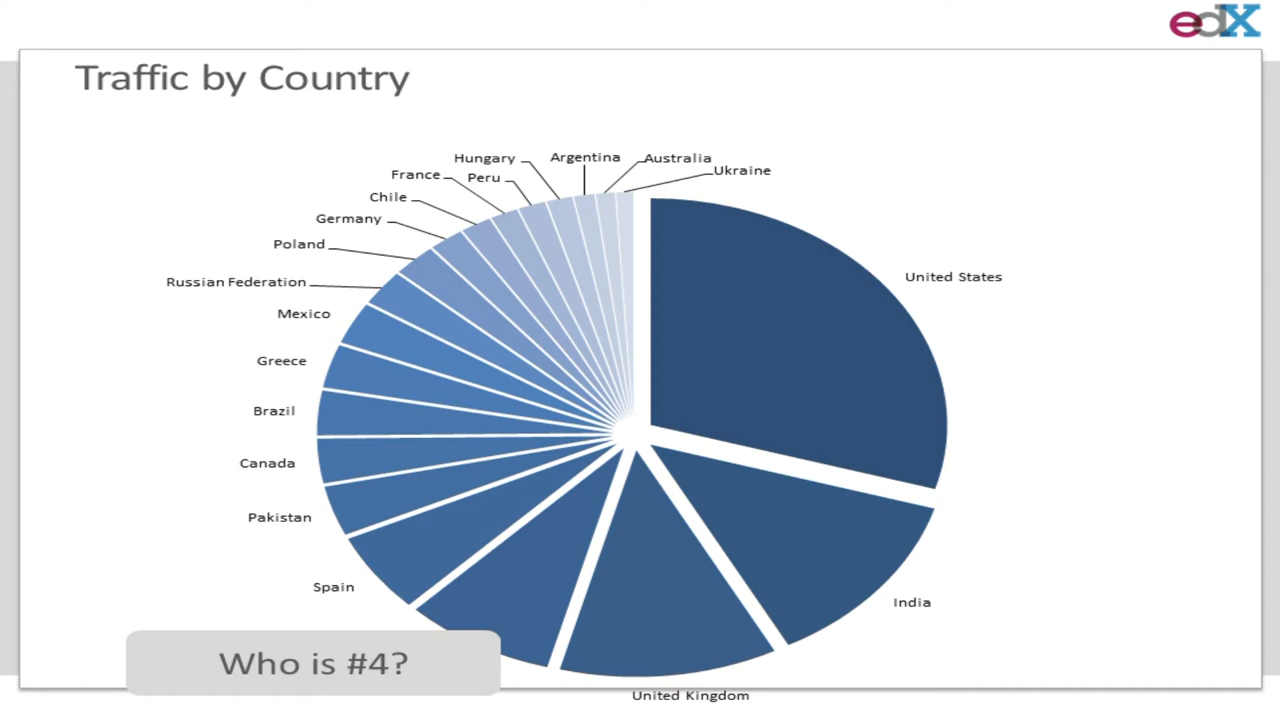 edX
Traffic by Country
Hungary
Argentina
Australia
France
Peru
Ukraine
Chile
Germany
Poland
Russian Federation
United States
Mexico
Greece
Brazil
Canada
Pakistan
Spain
India
Who is #4?
United Kingdom